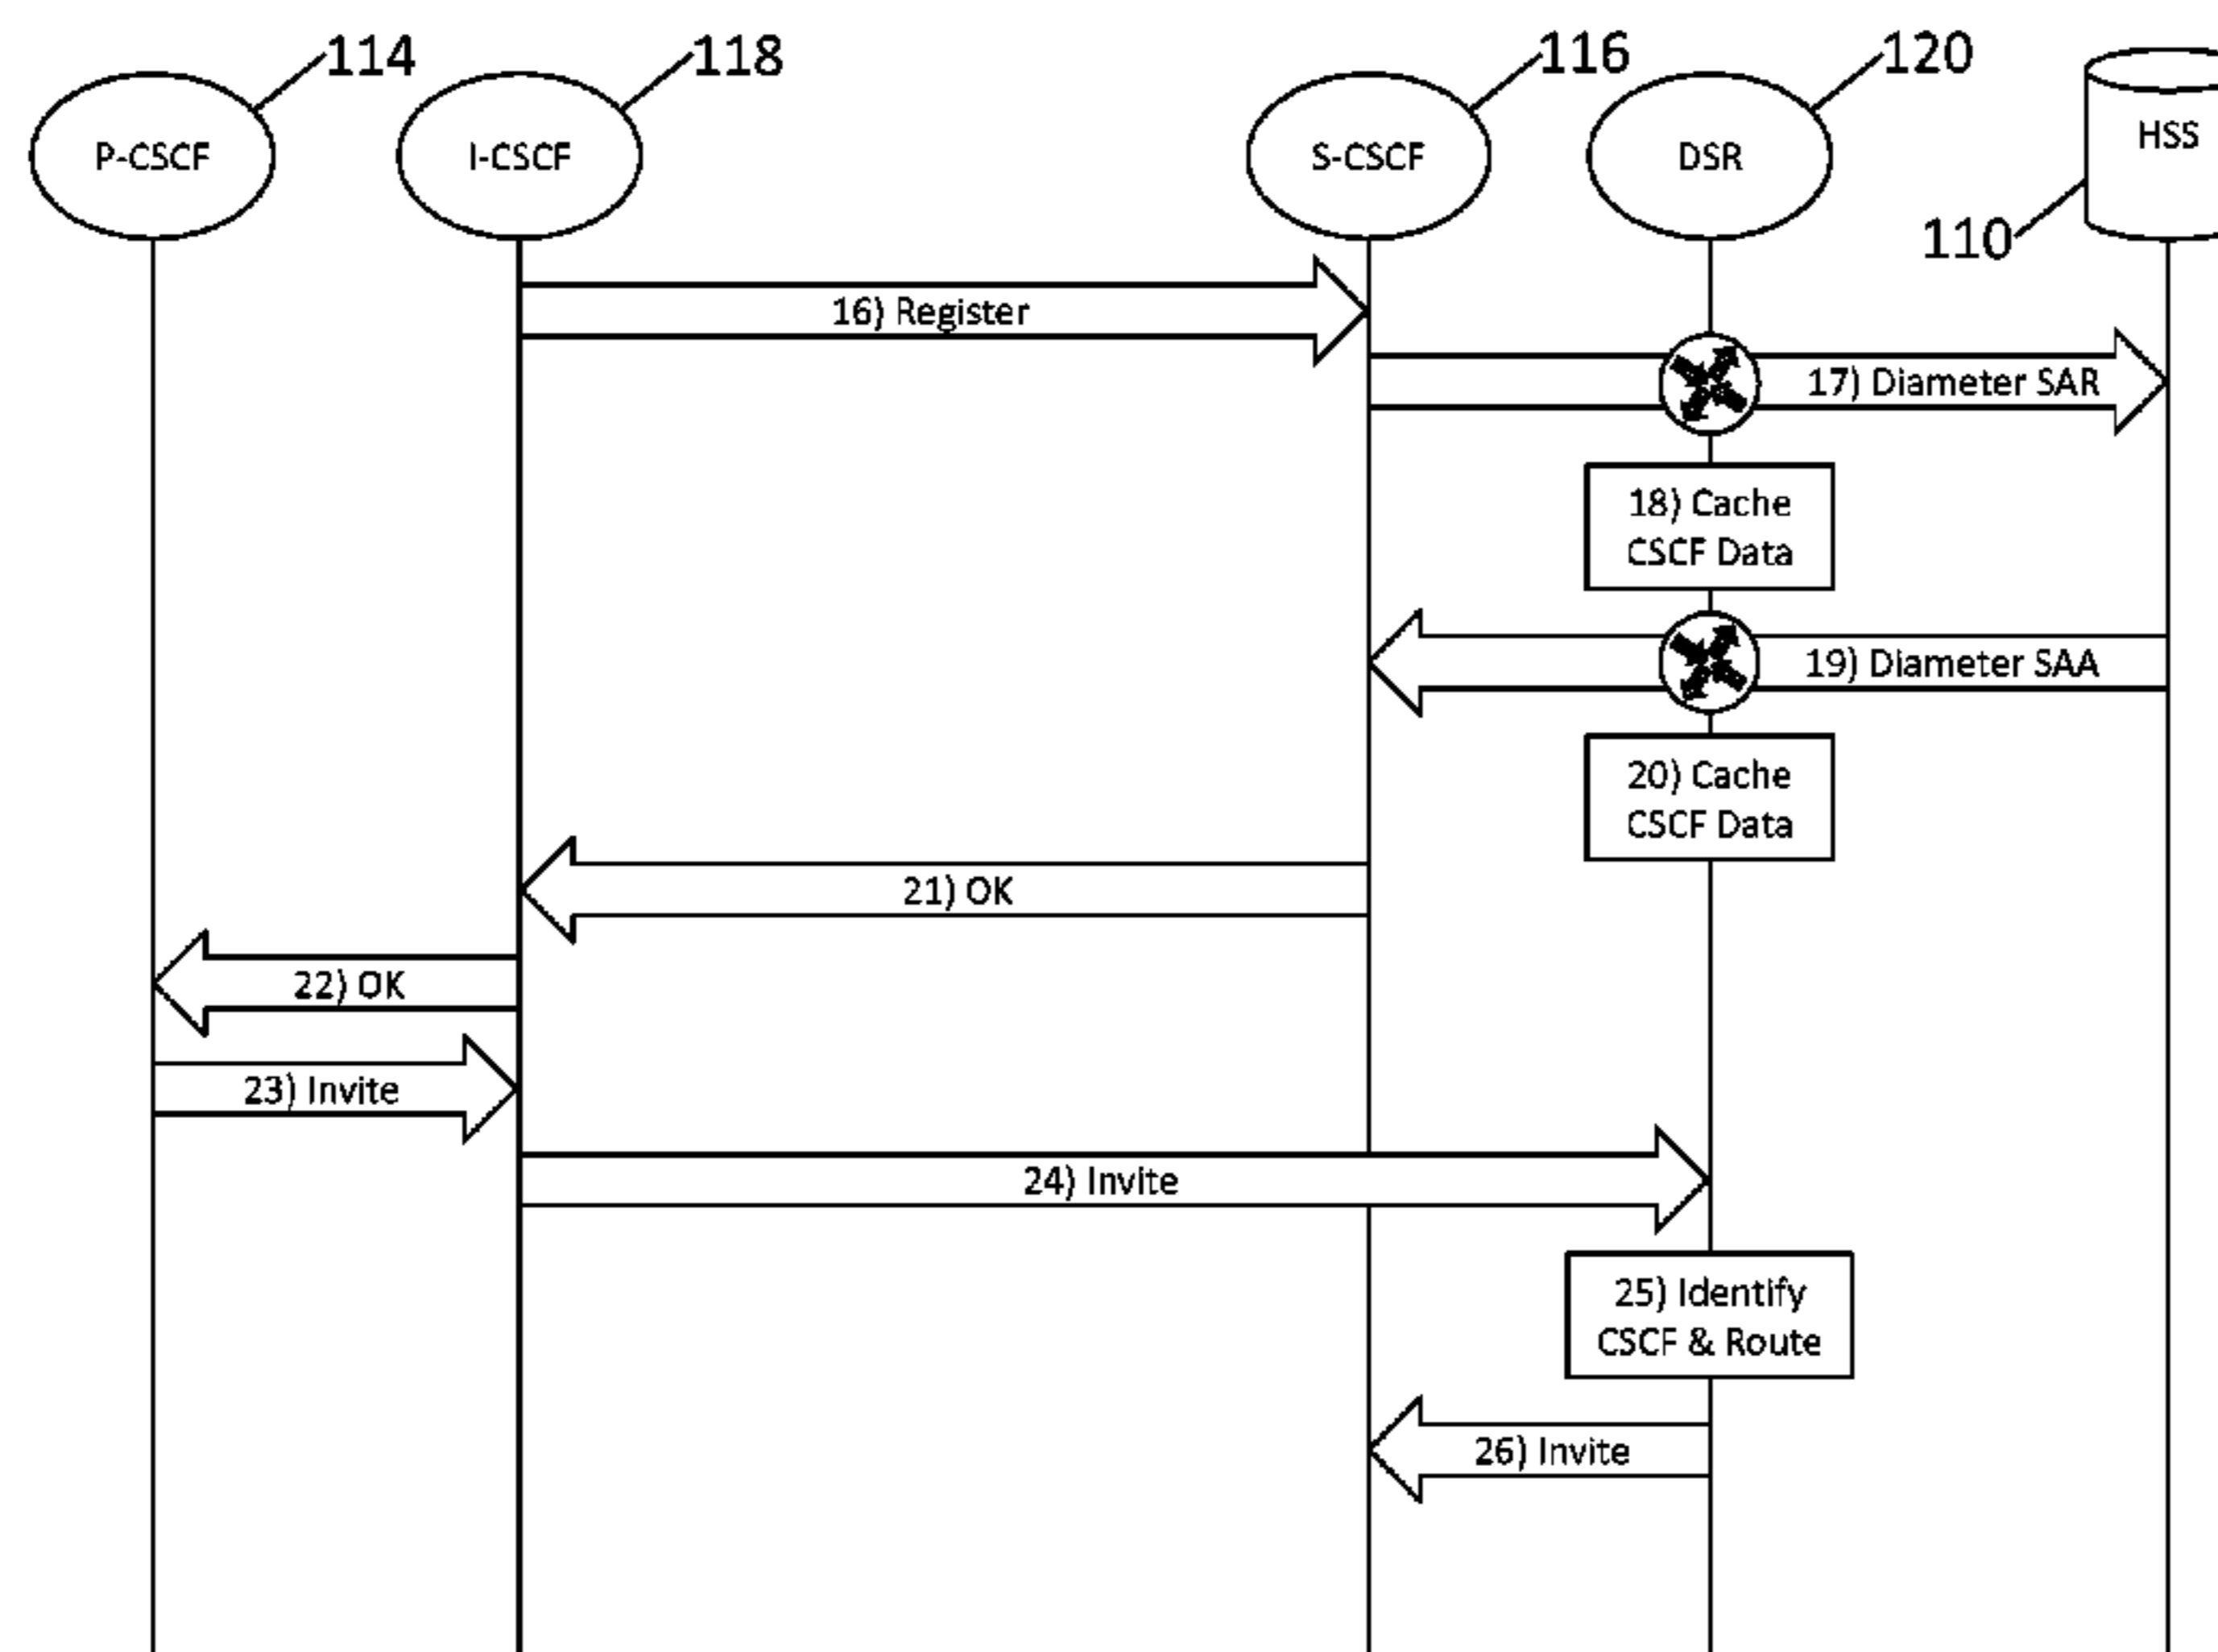 114
118
116
120
P-CSCF
I-CSCF
S-CSCF
DSR
HSS
110
16) Register
17) Diameter SAR
18) Cache
CSCF Data
19) Diameter SAA
20) Cache
CSCF Data
21) OK
22) OK
23) Invite
24) Invite
25) Identify
CSCF & Route
26) Invite